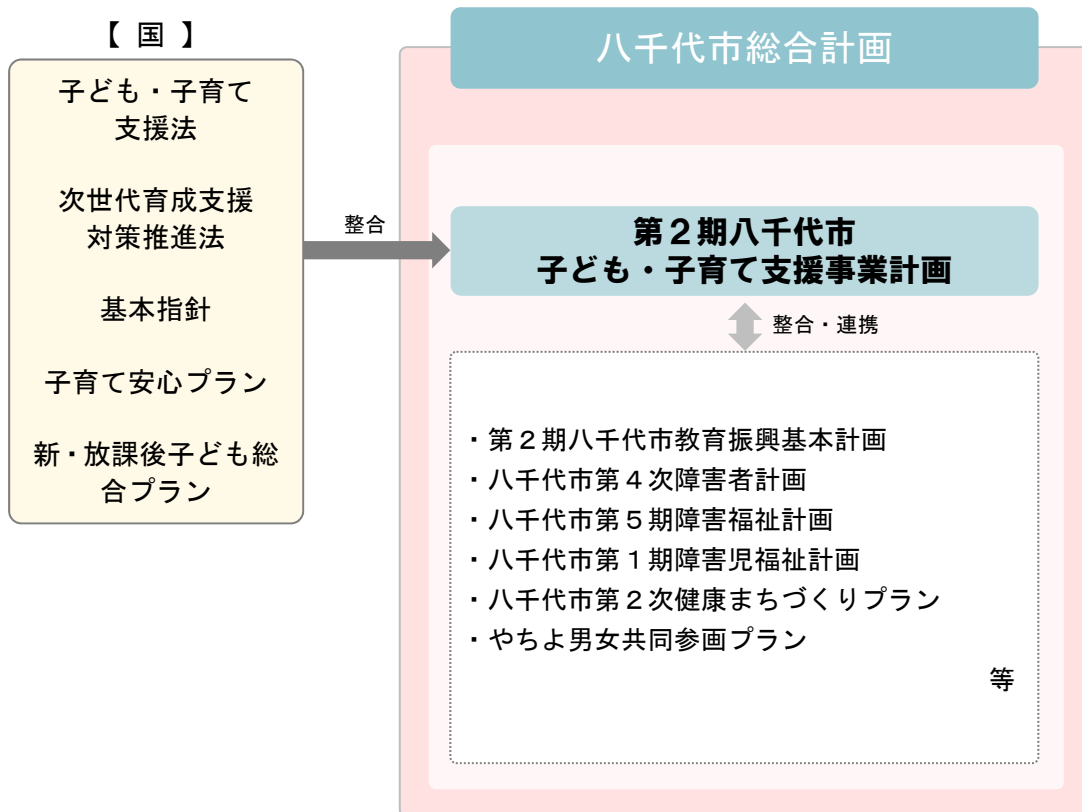 【 国 】
子ども・子育て
支援法
次世代育成支援
対策推進法
基本指針
子育て安心プラン
新・放課後子ども総
合プラン
整合
八千代市総合計画
第２期八千代市
子ども・子育て支援事業計画
整合・連携
・第２期八千代市教育振興基本計画
・八千代市第４次障害者計画
・八千代市第５期障害福祉計画
・八千代市第１期障害児福祉計画
・八千代市第２次健康まちづくりプラン
・やちよ男女共同参画プラン
等